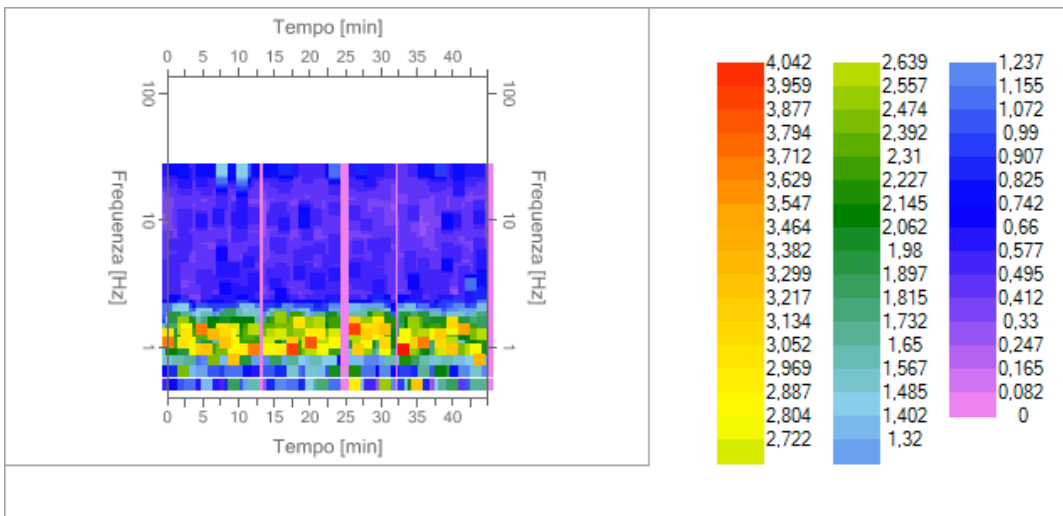 Tempo [min]
0 5 10 15 20 25 30 35 40
100 100
Frequenza [Hz] 10 10 Frequenza [Hz]
1 1
0 5 10 15 20 25 30 35 40
Tempo [min]
4,042 2,639 1,237
3,959 2,557 1,155
3,877 2,474 1,072
3,794 2,392 0,99
3,712 2,31 0,907
3,629 2,227 0,825
3,547 2,145 0,742
3,464 2,062 0,66
3,382 1,98 0,577
3,299 1,897 0,495
3,217 1,815 0,412
3,134 1,732 0,33
3,052 1,65 0,247
2,969 1,567 0,165
2,887 1,485 0,082
2,804 1,402 0
2,722 1,32